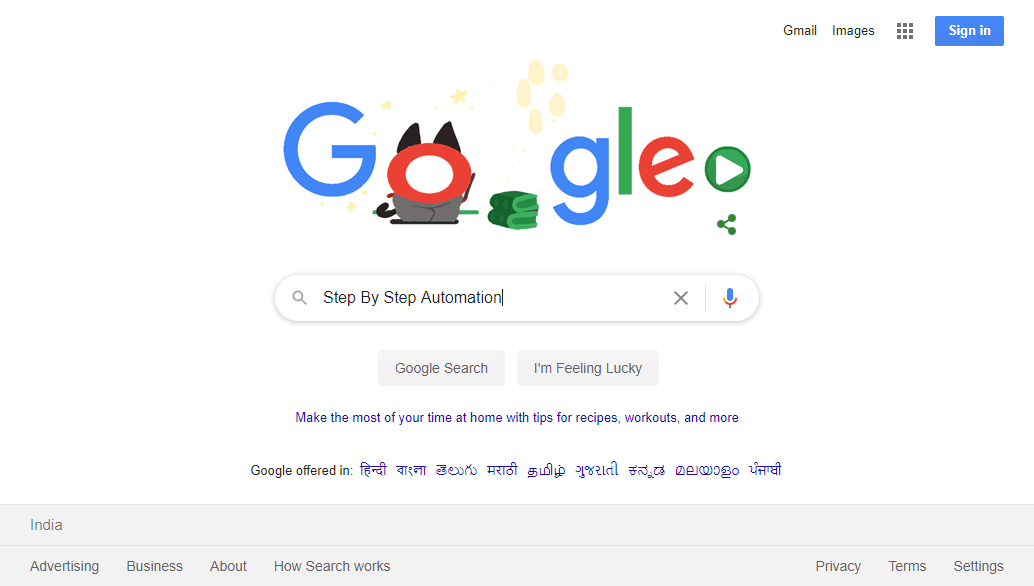 Gmail Images Sign in
Google
Step By Step Automation
Google Search I'm Feeling Lucky
Make the most of your time at home with tips for recipes, workouts, and more
Google offered in: हिन्दी বাংলা తెలుగు मराठी தமிழ் ગુજરાતી ಕನ್ನಡ മലയാളം ਪੰਜਾਬੀ
India
Advertising Business About How Search works Privacy Terms Settings